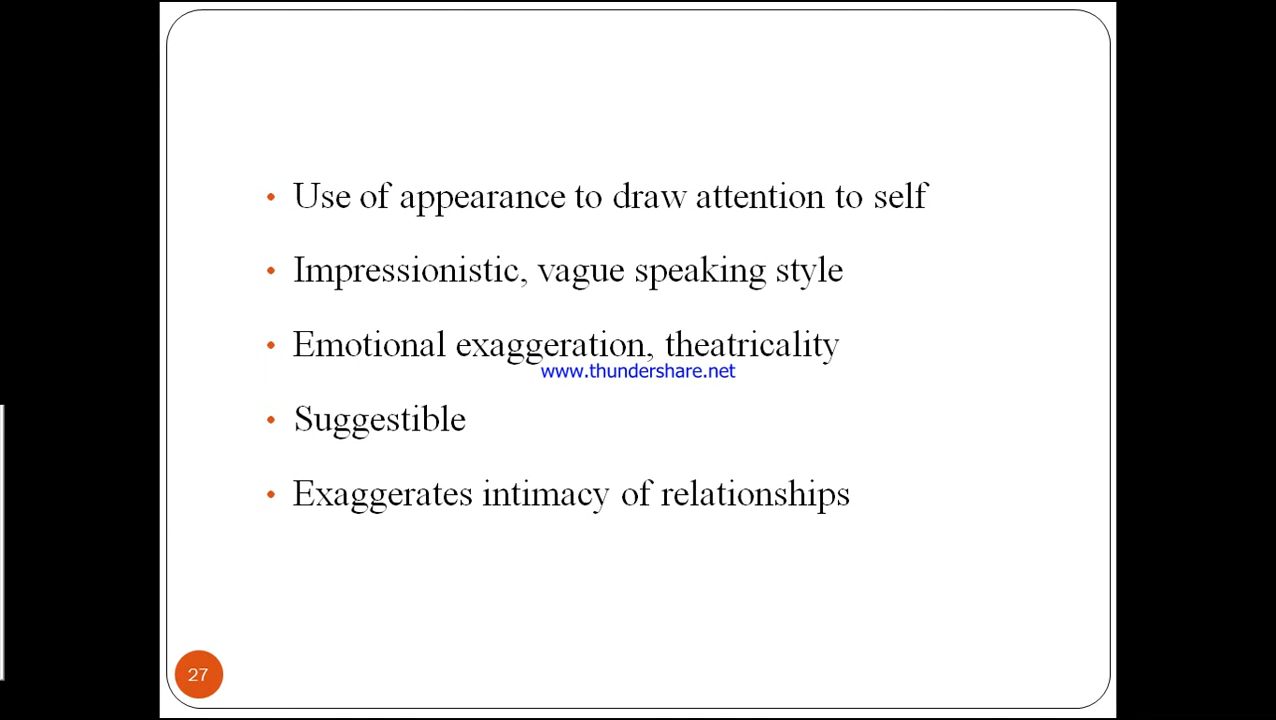 Use of appearance to draw attention to self
Impressionistic, vague speaking style
Emotional exaggeration, theatricality
www.thundershare.net
Suggestible
Exaggerates intimacy of relationships
27